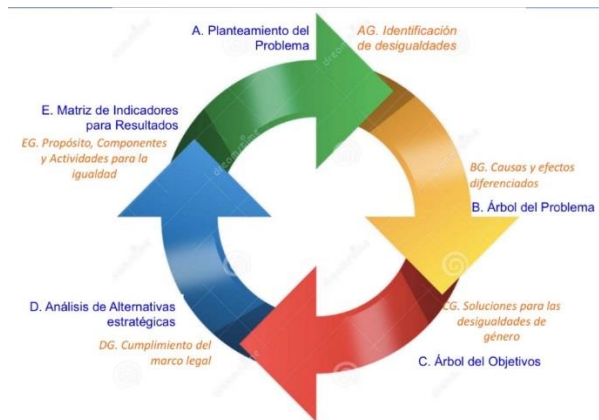 A. Planteamiento del
Problema
AG. Identificación
de desigualdades
E. Matriz de Indicadores
para Resultados
EG. Propósito, Componentes
y Actividades para la
igualdad
BG. Causas y efectos
diferenciados
B. Árbol del Problema
D. Análisis de Alternativas
estratégicas
DG. Cumplimiento del
marco legal
CG. Soluciones para las
desigualdades de
género
C. Árbol del Objetivos